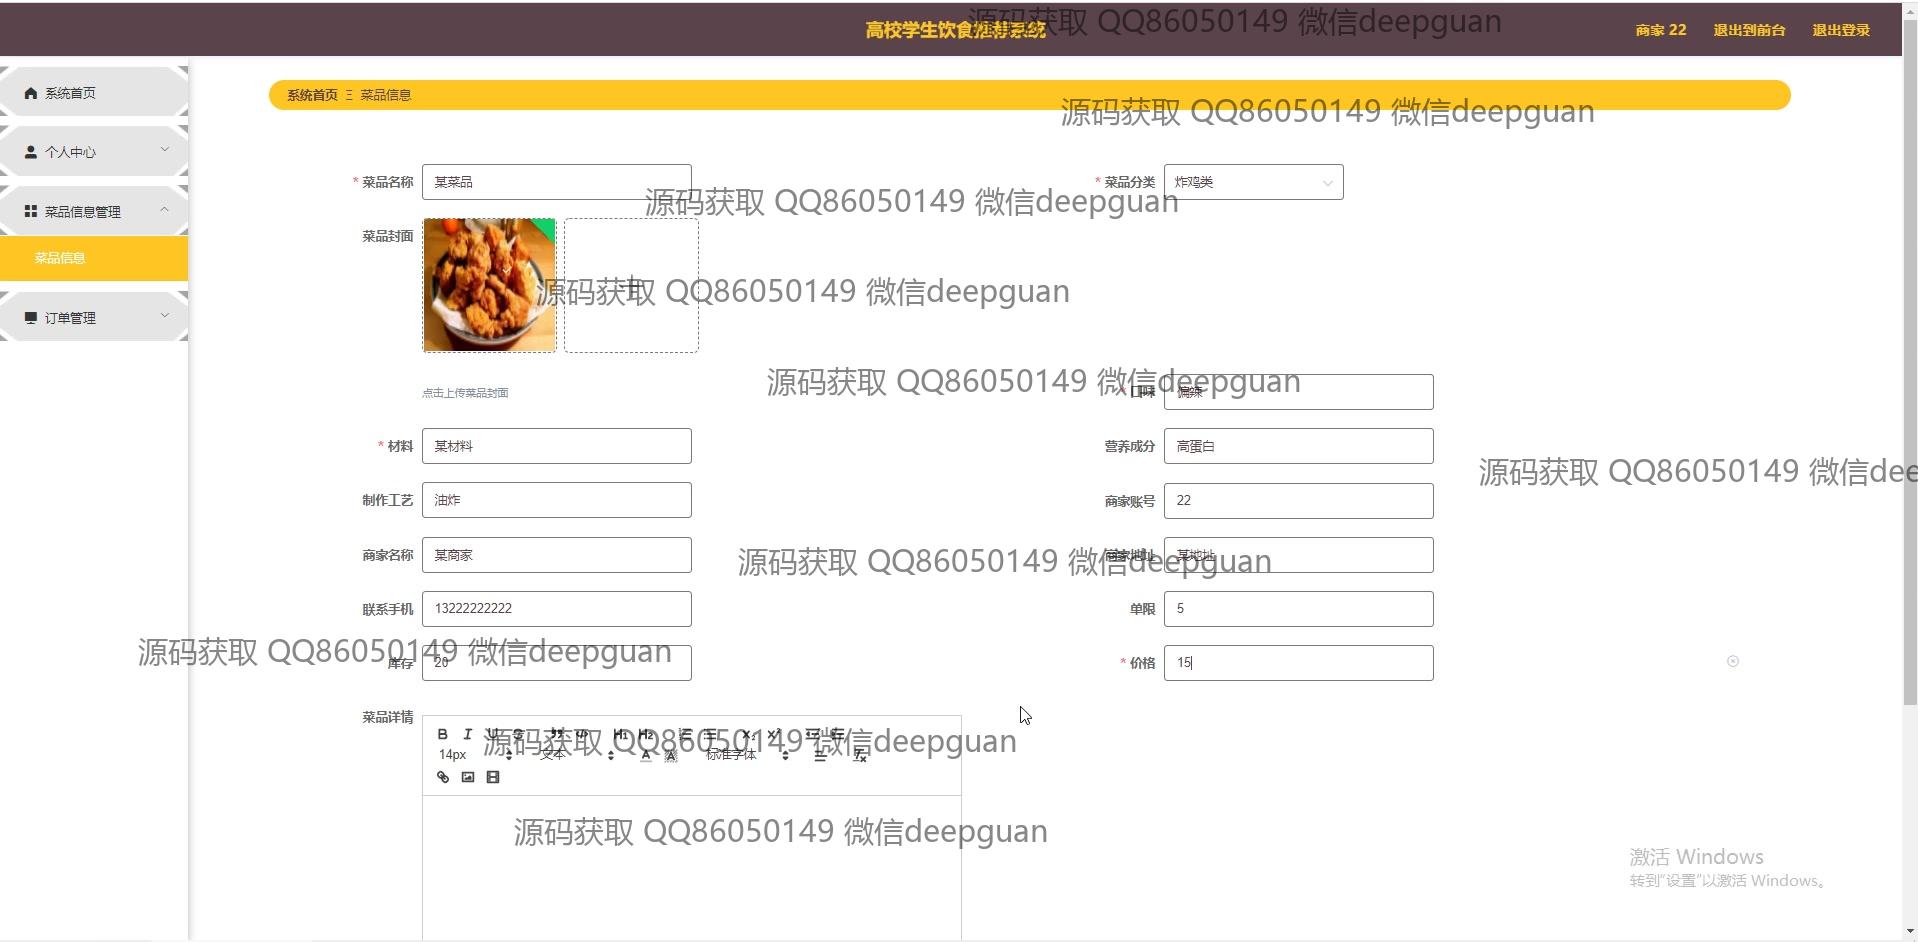 高校学生饮食推荐系统
源码获取 QQ86050149 微信deepguan
商家 22
退出到前台
退出登录
系统首页
个人中心
菜品信息管理
菜品信息
订单管理
系统首页 Ξ 菜品信息
源码获取 QQ86050149 微信deepguan
* 菜品名称 某菜品
* 菜品分类 炸鸡类
源码获取 QQ86050149 微信deepguan
菜品封面
源码获取 QQ86050149 微信deepguan
点击上传菜品封面
源码获取 QQ86050149 微信deepguan
* 口味 偏辣
* 材料 某材料
营养成分 高蛋白
源码获取 QQ86050149 微信dee
制作工艺 油炸
商家账号 22
商家名称 某商家
商家地址 某地址
源码获取 QQ86050149 微信deepguan
联系手机 13222222222
单限 5
源码获取 QQ86050149 微信deepguan
库存 20
* 价格 15
菜品详情
B I U S H1 H2 X₂ X²
源码获取 QQ86050149 微信deepguan
14px 文本 A A 标准字体
源码获取 QQ86050149 微信deepguan
激活 Windows
转到"设置"以激活 Windows。